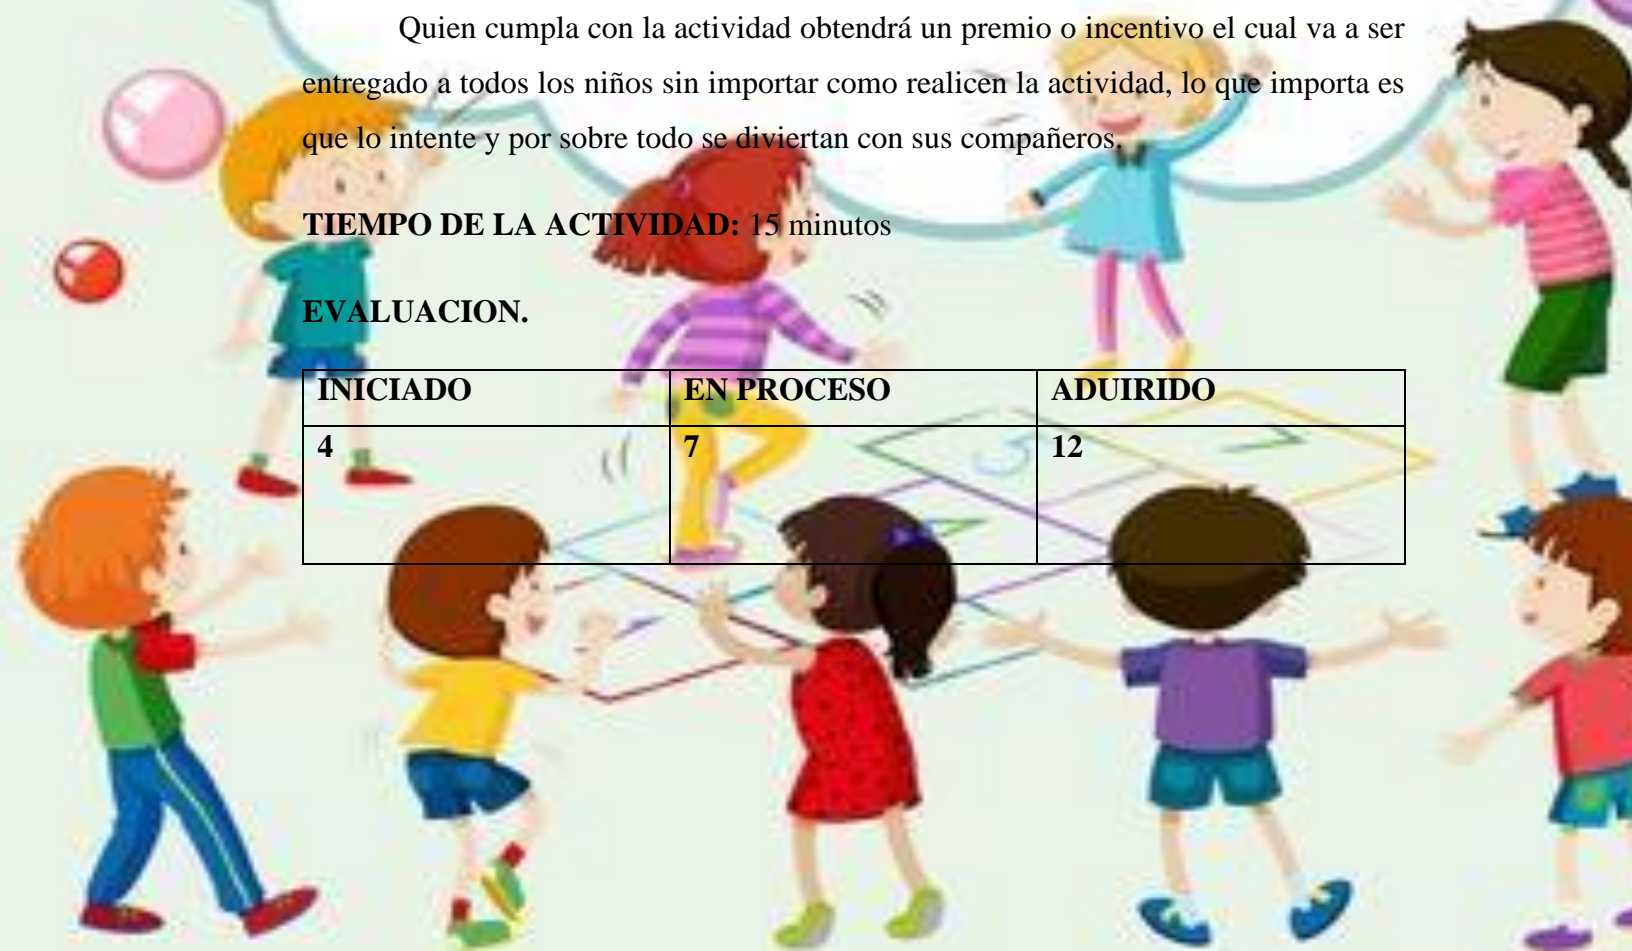 Quien cumpla con la actividad obtendrá un premio o incentivo el cual va a ser
entregado a todos los niños sin importar como realicen la actividad, lo que importa es
que lo intente y por sobre todo se diviertan con sus compañeros.
TIEMPO DE LA ACTIVIDAD: 15 minutos
EVALUACION.
INICIADO EN PROCESO ADUIRIDO
4 7 12